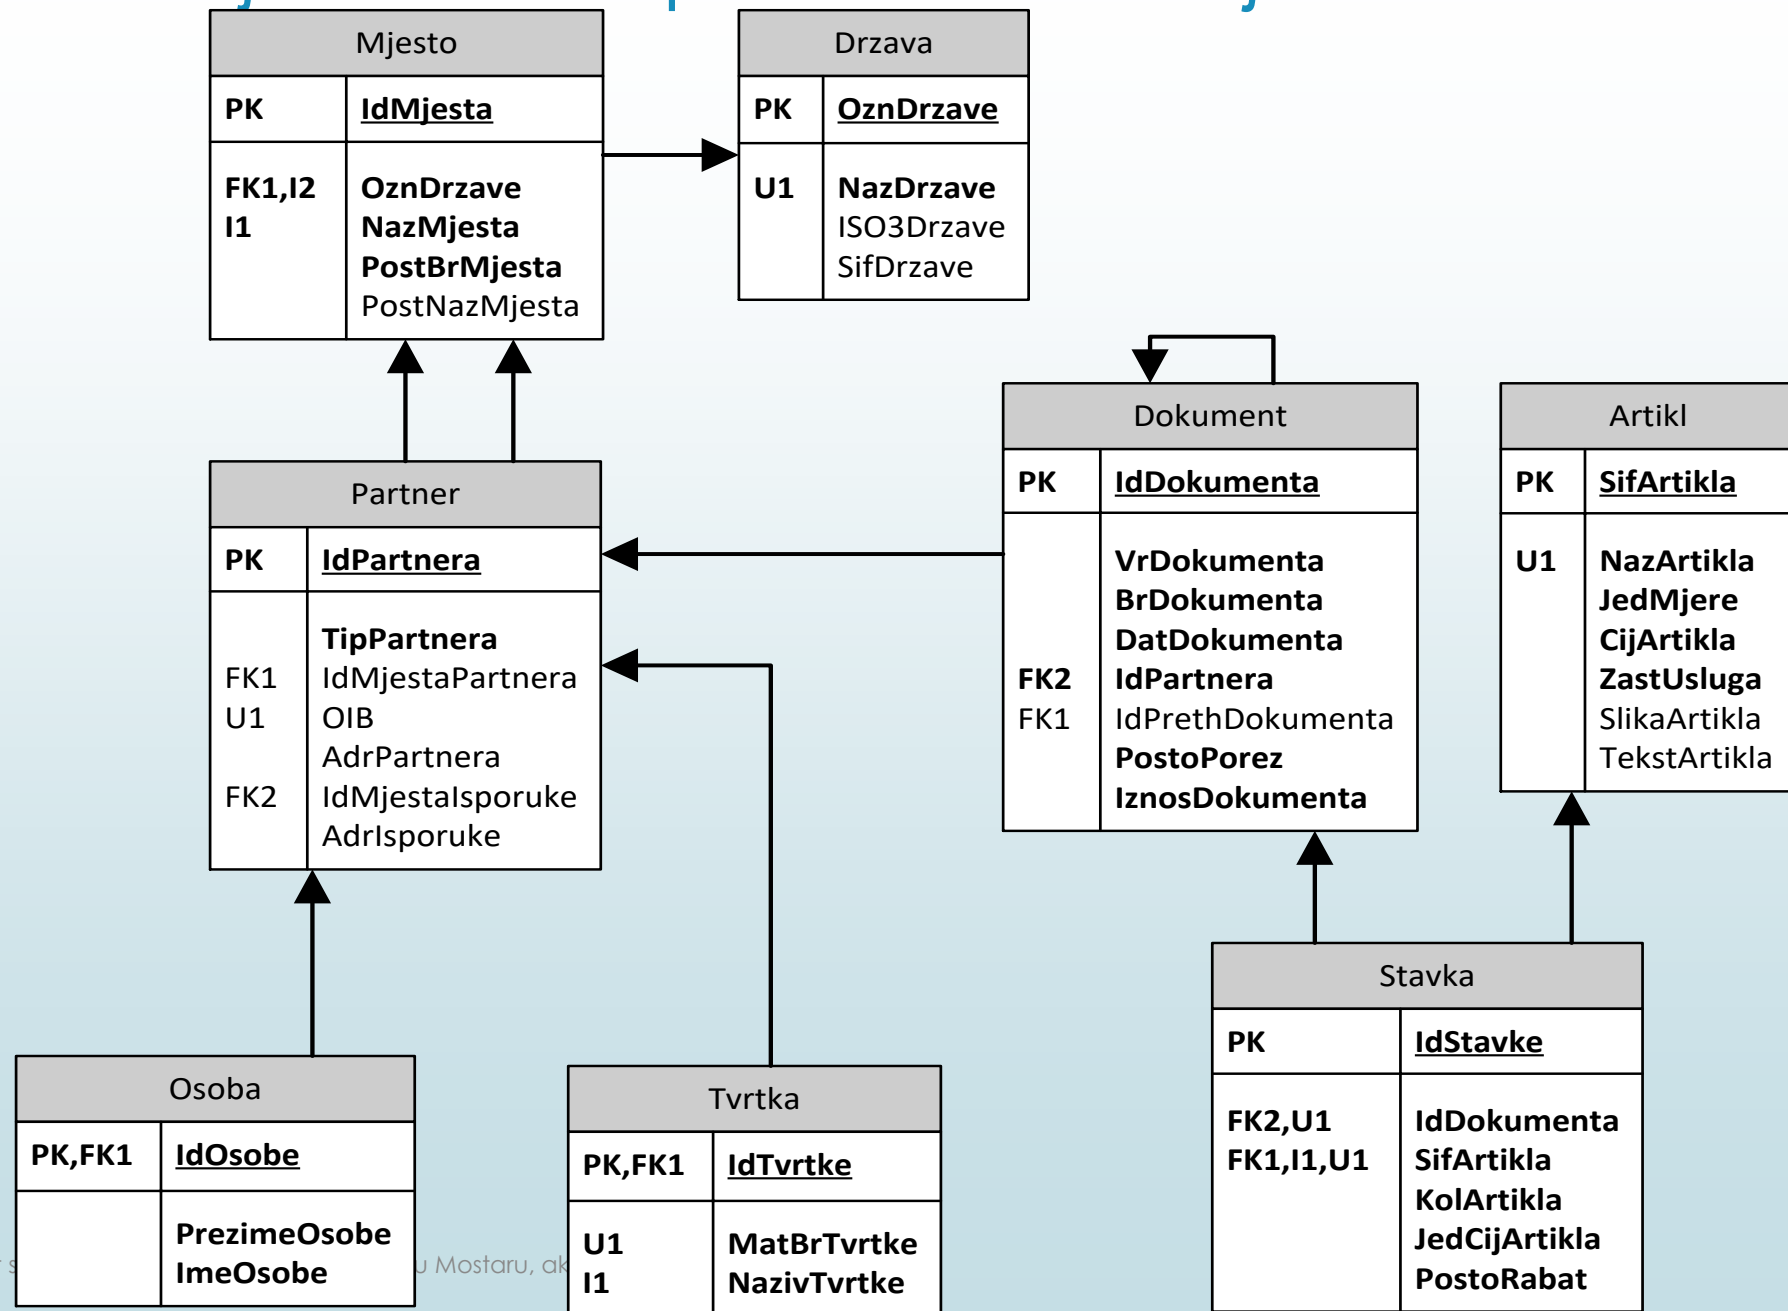 Mjesto
PK IdMjesta
FK1,I2 OznDrzave
I1 NazMjesta
PostBrMjesta
PostNazMjesta
Drzava
PK OznDrzave
U1 NazDrzave
ISO3Drzave
SifDrzave
Partner
PK IdPartnera
TipPartnera
FK1 IdMjestaPartnera
U1 OIB
AdrPartnera
FK2 IdMjestaIsporuke
AdrIsporuke
Dokument
PK IdDokumenta
VrDokumenta
BrDokumenta
DatDokumenta
FK2 IdPartnera
FK1 IdPrethDokumenta
PostoPorez
IznosDokumenta
Artikl
PK SifArtikla
U1 NazArtikla
JedMjere
CijArtikla
ZastUsluga
SlikaArtikla
TekstArtikla
Osoba
PK,FK1 IdOsobe
PrezimeOsobe
ImeOsobe
Tvrtka
PK,FK1 IdTvrtke
U1 MatBrTvrtke
I1 NazivTvrtke
Stavka
PK IdStavke
FK2,U1 IdDokumenta
FK1,I1,U1 SifArtikla
KolArtikla
JedCijArtikla
PostoRabat
u Mostaru, ak